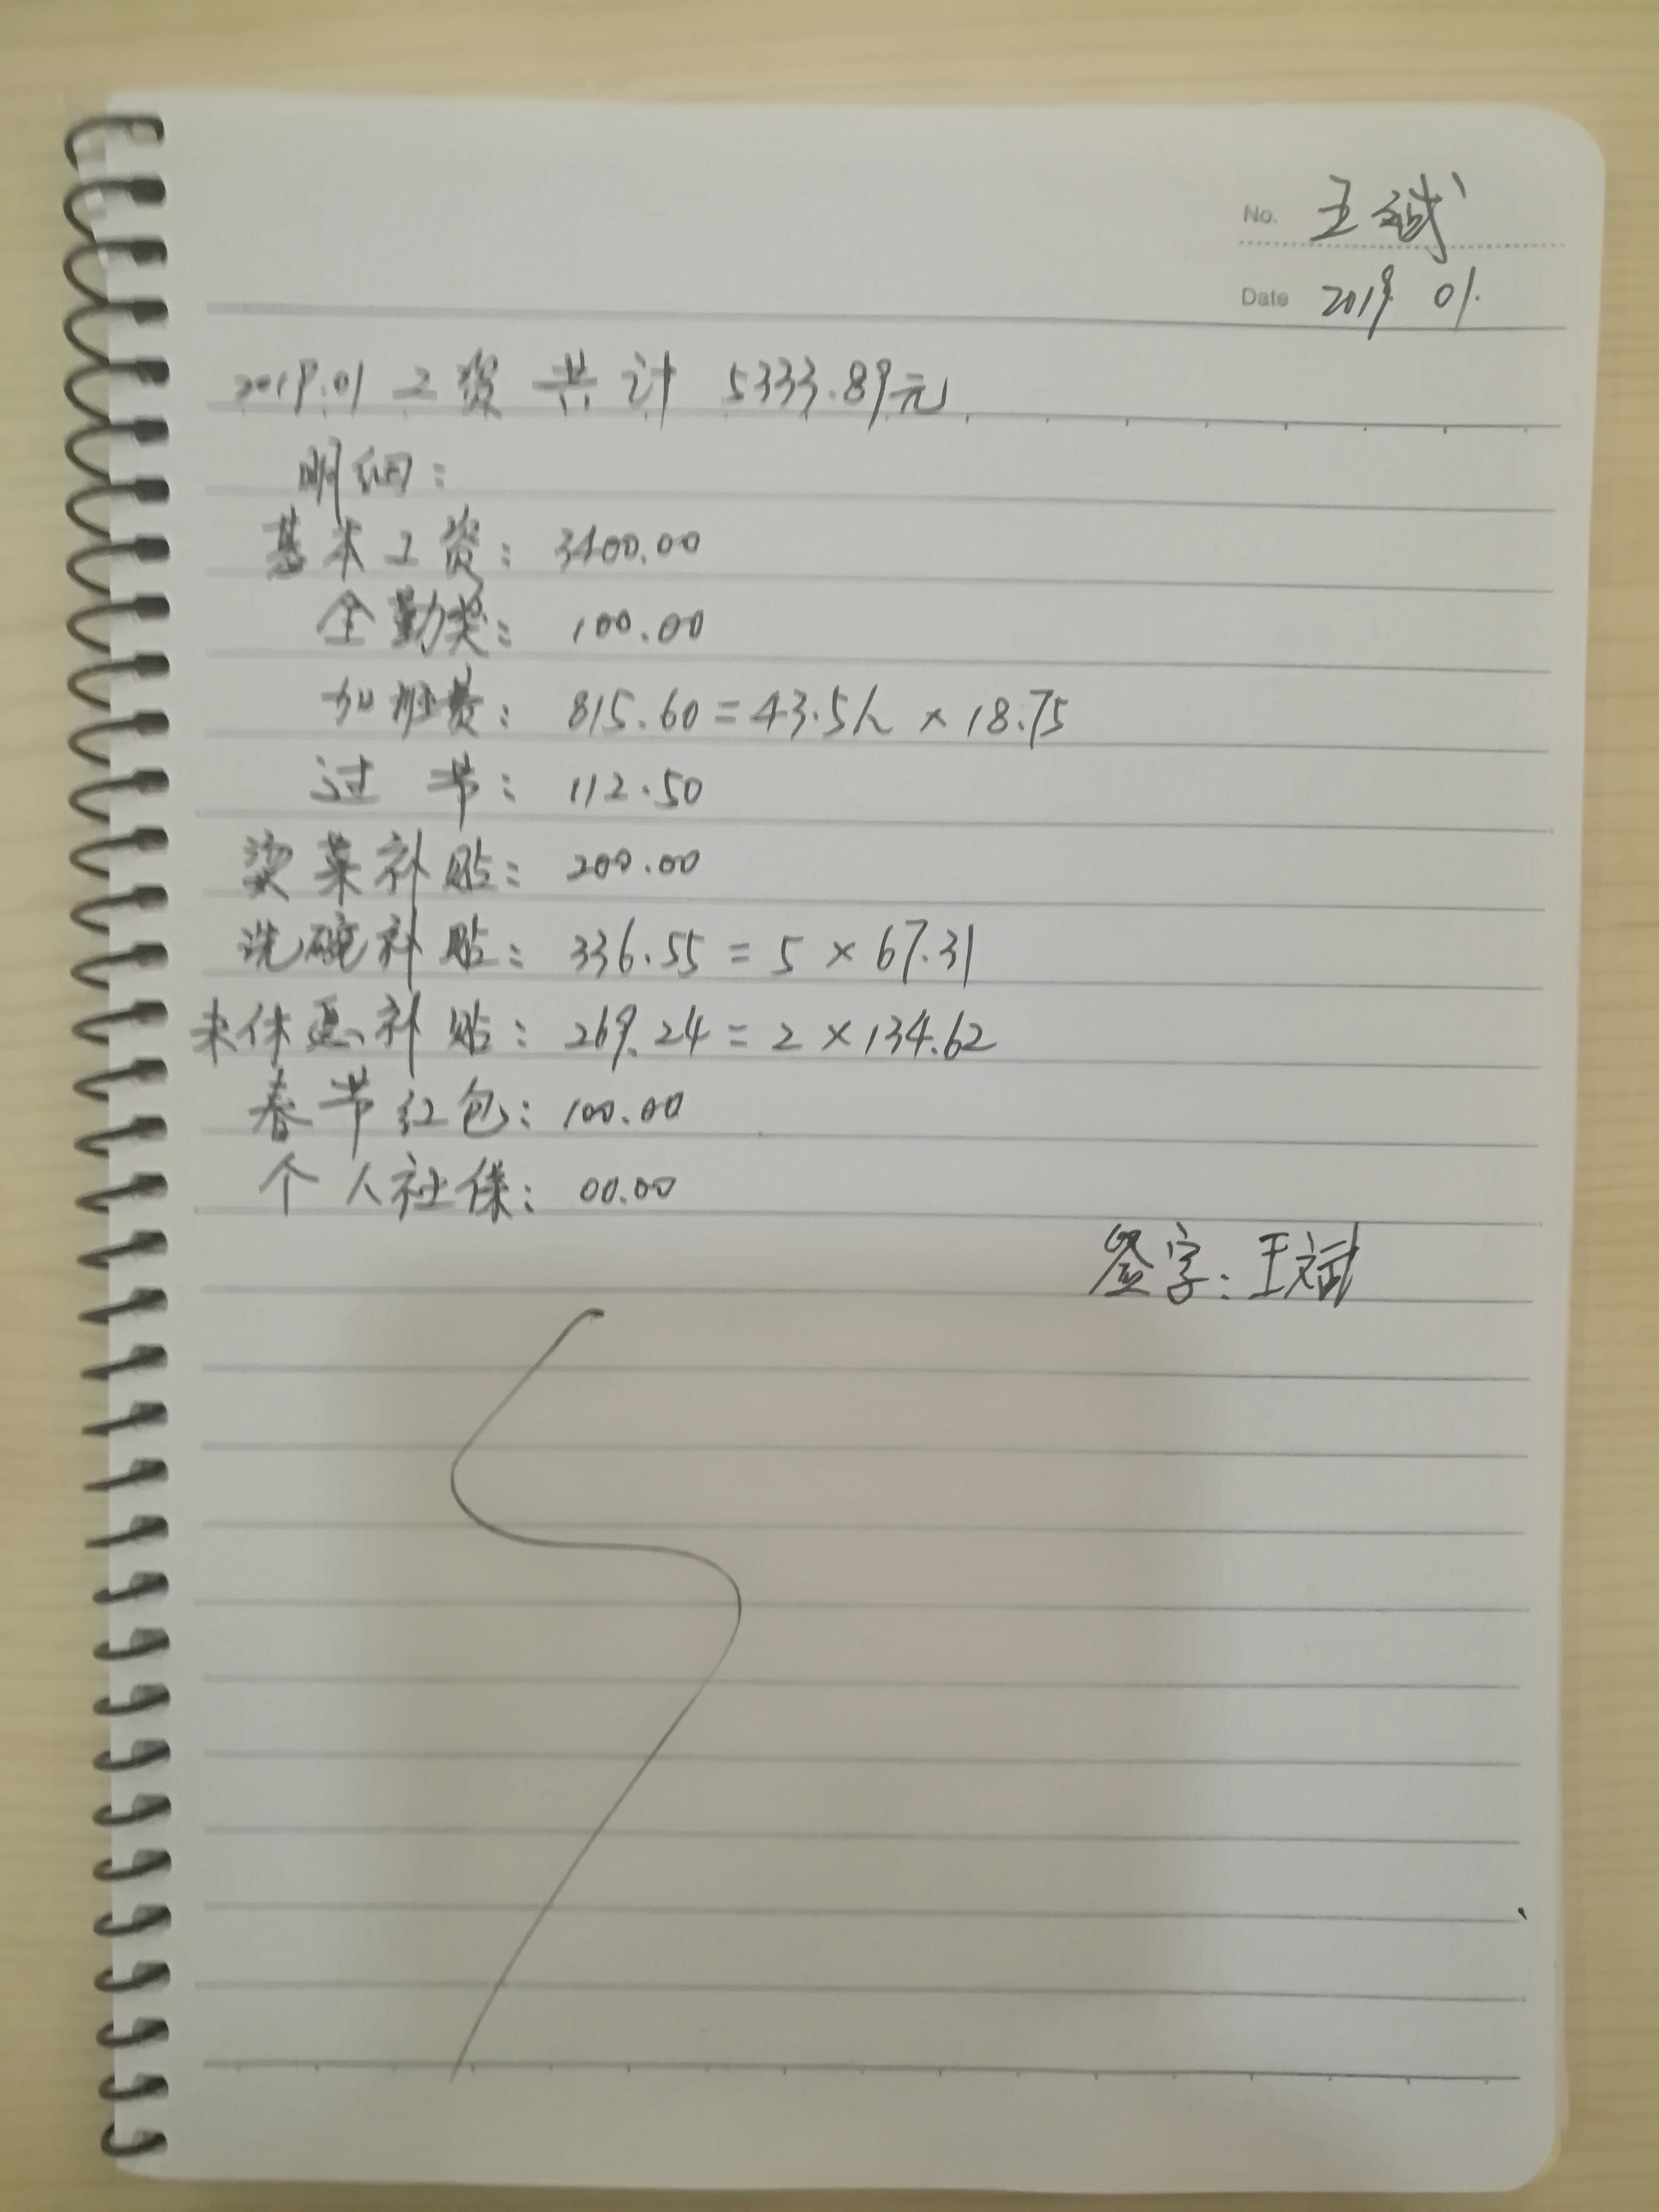 No. 王斌
Date 2019 01.
2019.01 工资 共计 5333.89元
明细：
基本工资：3400.00
全勤奖：100.00
加班费：815.60=43.5h×18.75
过 节：112.50
烫菜补贴：200.00
洗碗补贴：336.55=5×67.31
未休息补贴：269.24=2×134.62
春节红包：100.00
个人社保：00.00
签字：王斌